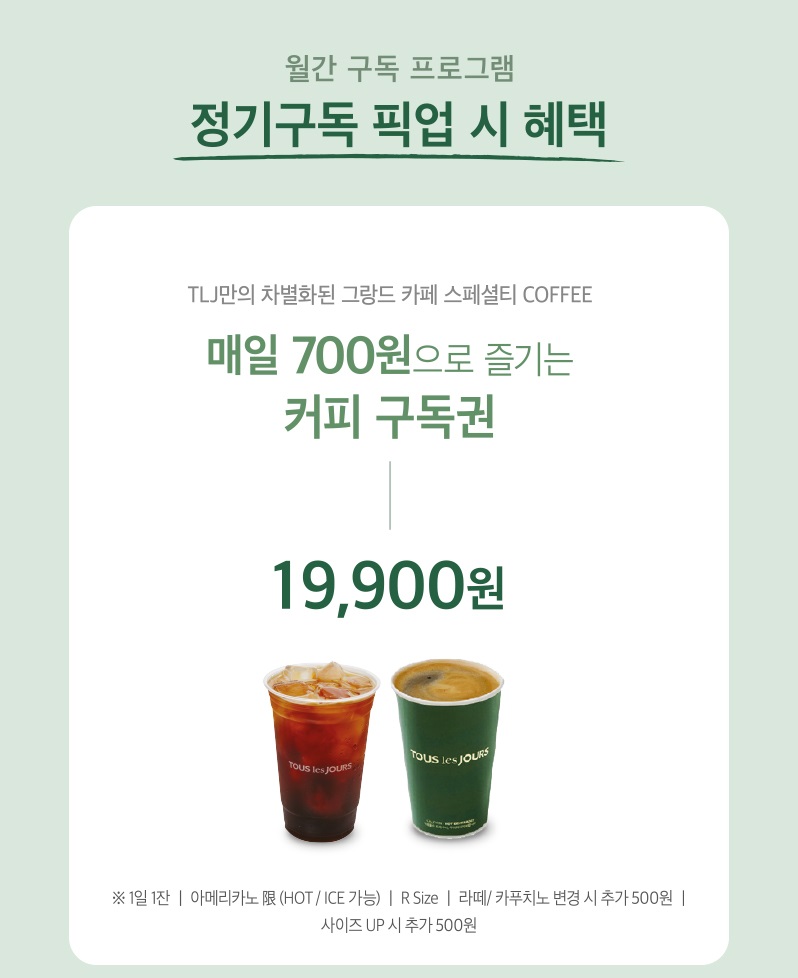 월간 구독 프로그램
정기구독 픽업 시 혜택
TLJ만의 차별화된 그랑드 카페 스페셜티 COFFEE
매일 700원으로 즐기는
커피 구독권
19,900원
TOUS les JOURS
TOUS les JOURS
※ 1일 1잔 | 아메리카노 限 (HOT / ICE 가능) | R Size | 라떼/ 카푸치노 변경 시 추가 500원 |
사이즈 UP 시 추가 500원